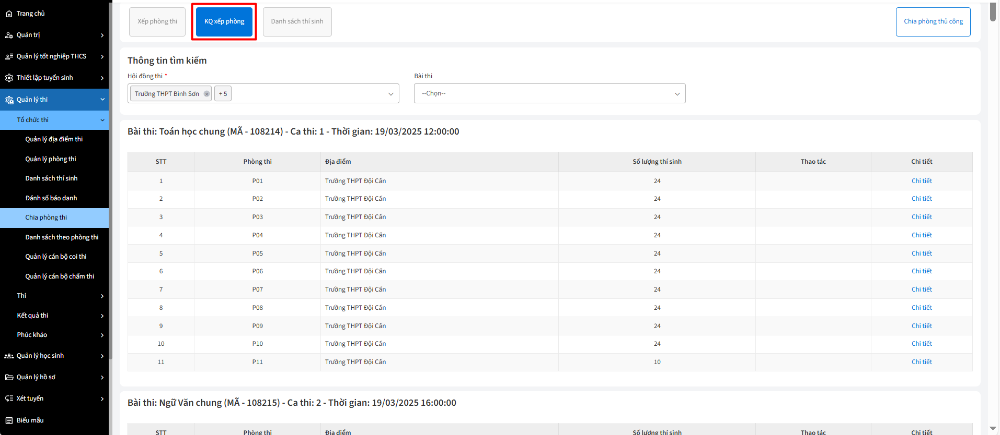 Trang chủ
Quản trị
Quản lý tốt nghiệp THCS
Thiết lập tuyển sinh
Quản lý thi
Tổ chức thi
Quản lý địa điểm thi
Quản lý phòng thi
Danh sách thí sinh
Đánh số báo danh
Chia phòng thi
Danh sách theo phòng thi
Quản lý cán bộ coi thi
Quản lý cán bộ chấm thi
Thi
Kết quả thi
Phúc khảo
Quản lý học sinh
Quản lý hồ sơ
Xét tuyển
Biểu mẫu
Xếp phòng thi KQ xếp phòng Danh sách thí sinh Chia phòng thủ công
Thông tin tìm kiếm
Hội đồng thi * Bài thi
Trường THPT Bình Sơn + 5 --Chọn--
Bài thi: Toán học chung (MÃ - 108214) - Ca thi: 1 - Thời gian: 19/03/2025 12:00:00
STT Phòng thi Địa điểm Số lượng thí sinh Thao tác Chi tiết
1 P01 Trường THPT Đội Cấn 24 Chi tiết
2 P02 Trường THPT Đội Cấn 24 Chi tiết
3 P03 Trường THPT Đội Cấn 24 Chi tiết
4 P04 Trường THPT Đội Cấn 24 Chi tiết
5 P05 Trường THPT Đội Cấn 24 Chi tiết
6 P06 Trường THPT Đội Cấn 24 Chi tiết
7 P07 Trường THPT Đội Cấn 24 Chi tiết
8 P08 Trường THPT Đội Cấn 24 Chi tiết
9 P09 Trường THPT Đội Cấn 24 Chi tiết
10 P10 Trường THPT Đội Cấn 24 Chi tiết
11 P11 Trường THPT Đội Cấn 10 Chi tiết
Bài thi: Ngữ Văn chung (MÃ - 108215) - Ca thi: 2 - Thời gian: 19/03/2025 16:00:00
STT Phòng thi Địa điểm Số lượng thí sinh Thao tác Chi tiết